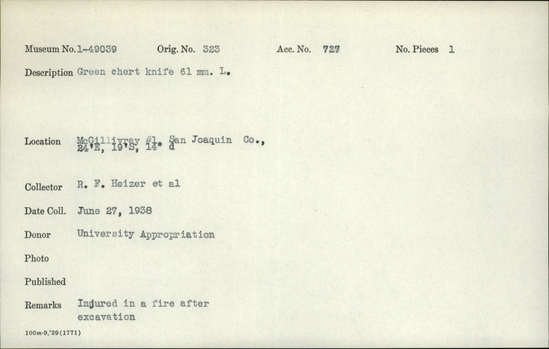 Museum No. 1-49039 Orig. No. 323 Acc. No. 727 No. Pieces 1
Description Green chert knife 61 mm. L.
Location McGillivray #1, San Joaquin Co.,
24'E, 19'S, 14" d
Collector R. F. Heizer et al
Date Coll. June 27, 1938
Donor University Appropriation
Photo
Published
Remarks Injured in a fire after
excavation
100m-9,'29(1771)